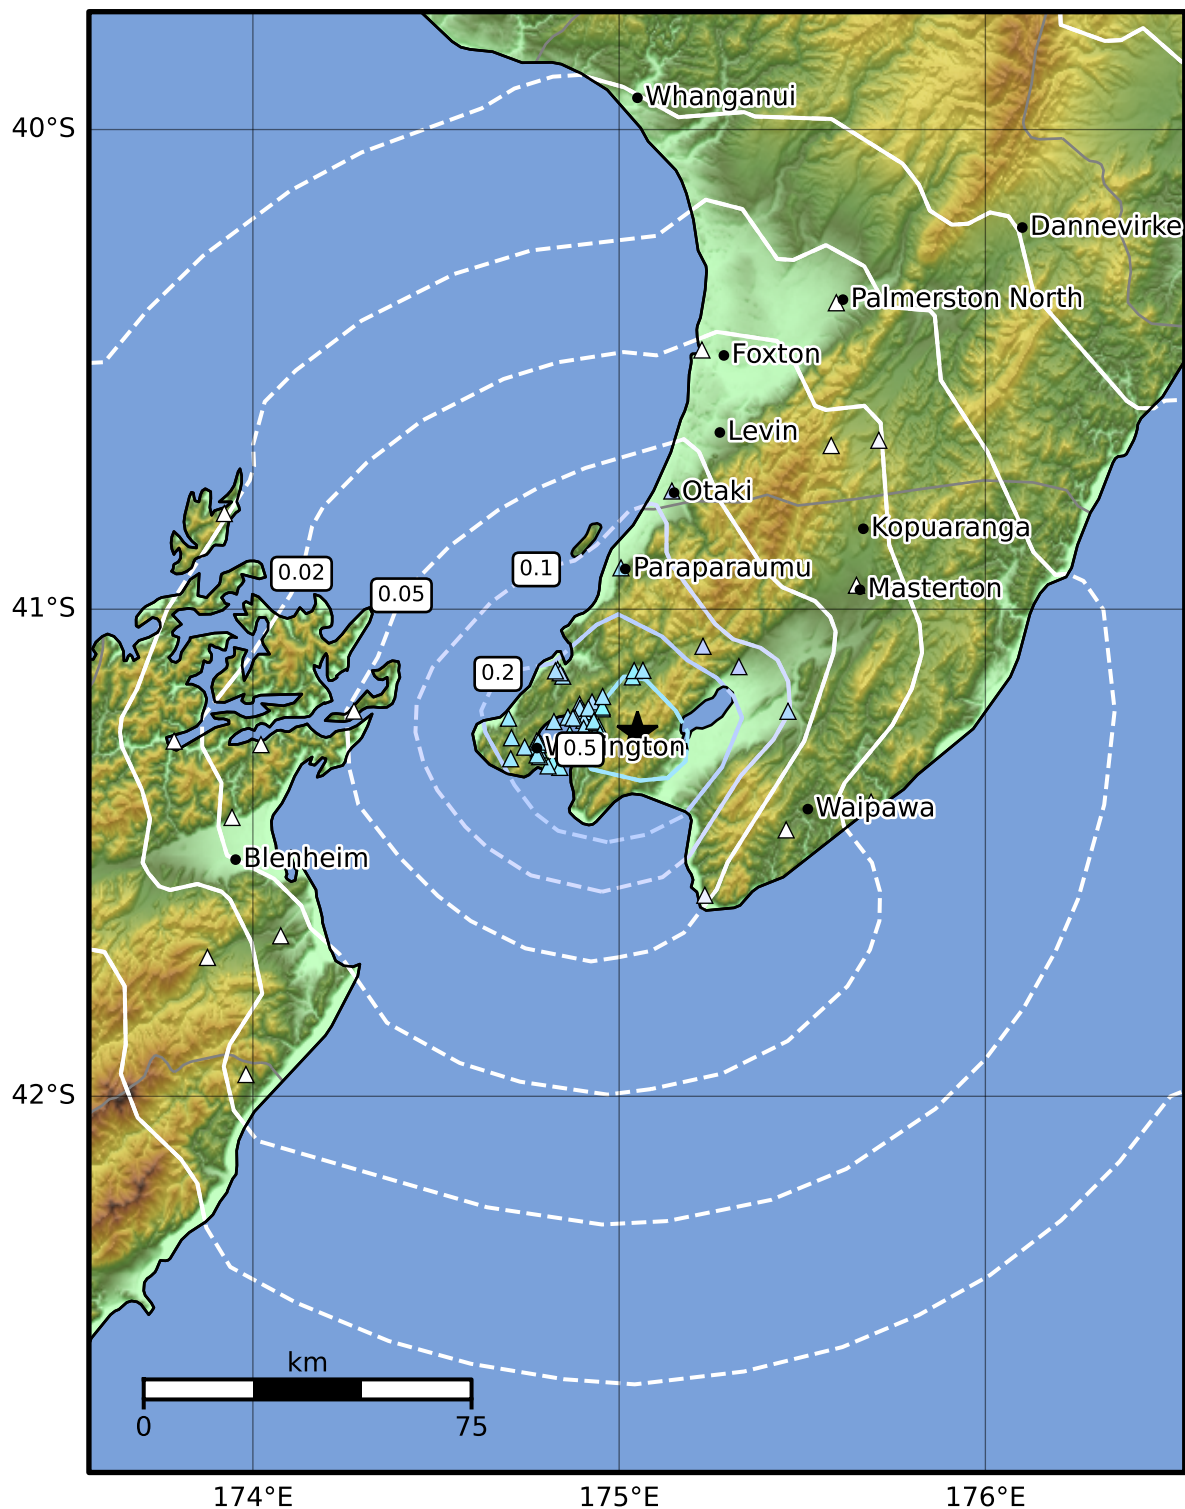 Whanganui
40°S
Dannevirke
Palmerston North
Foxton
Levin
Otaki
Kopuaranga
0.1
Paraparaumu
0.02
Masterton
0.05
41°S
0.2
0.5
Waipawa
Blenheim
42°S
km
0
75
174°E
175°E
176°E